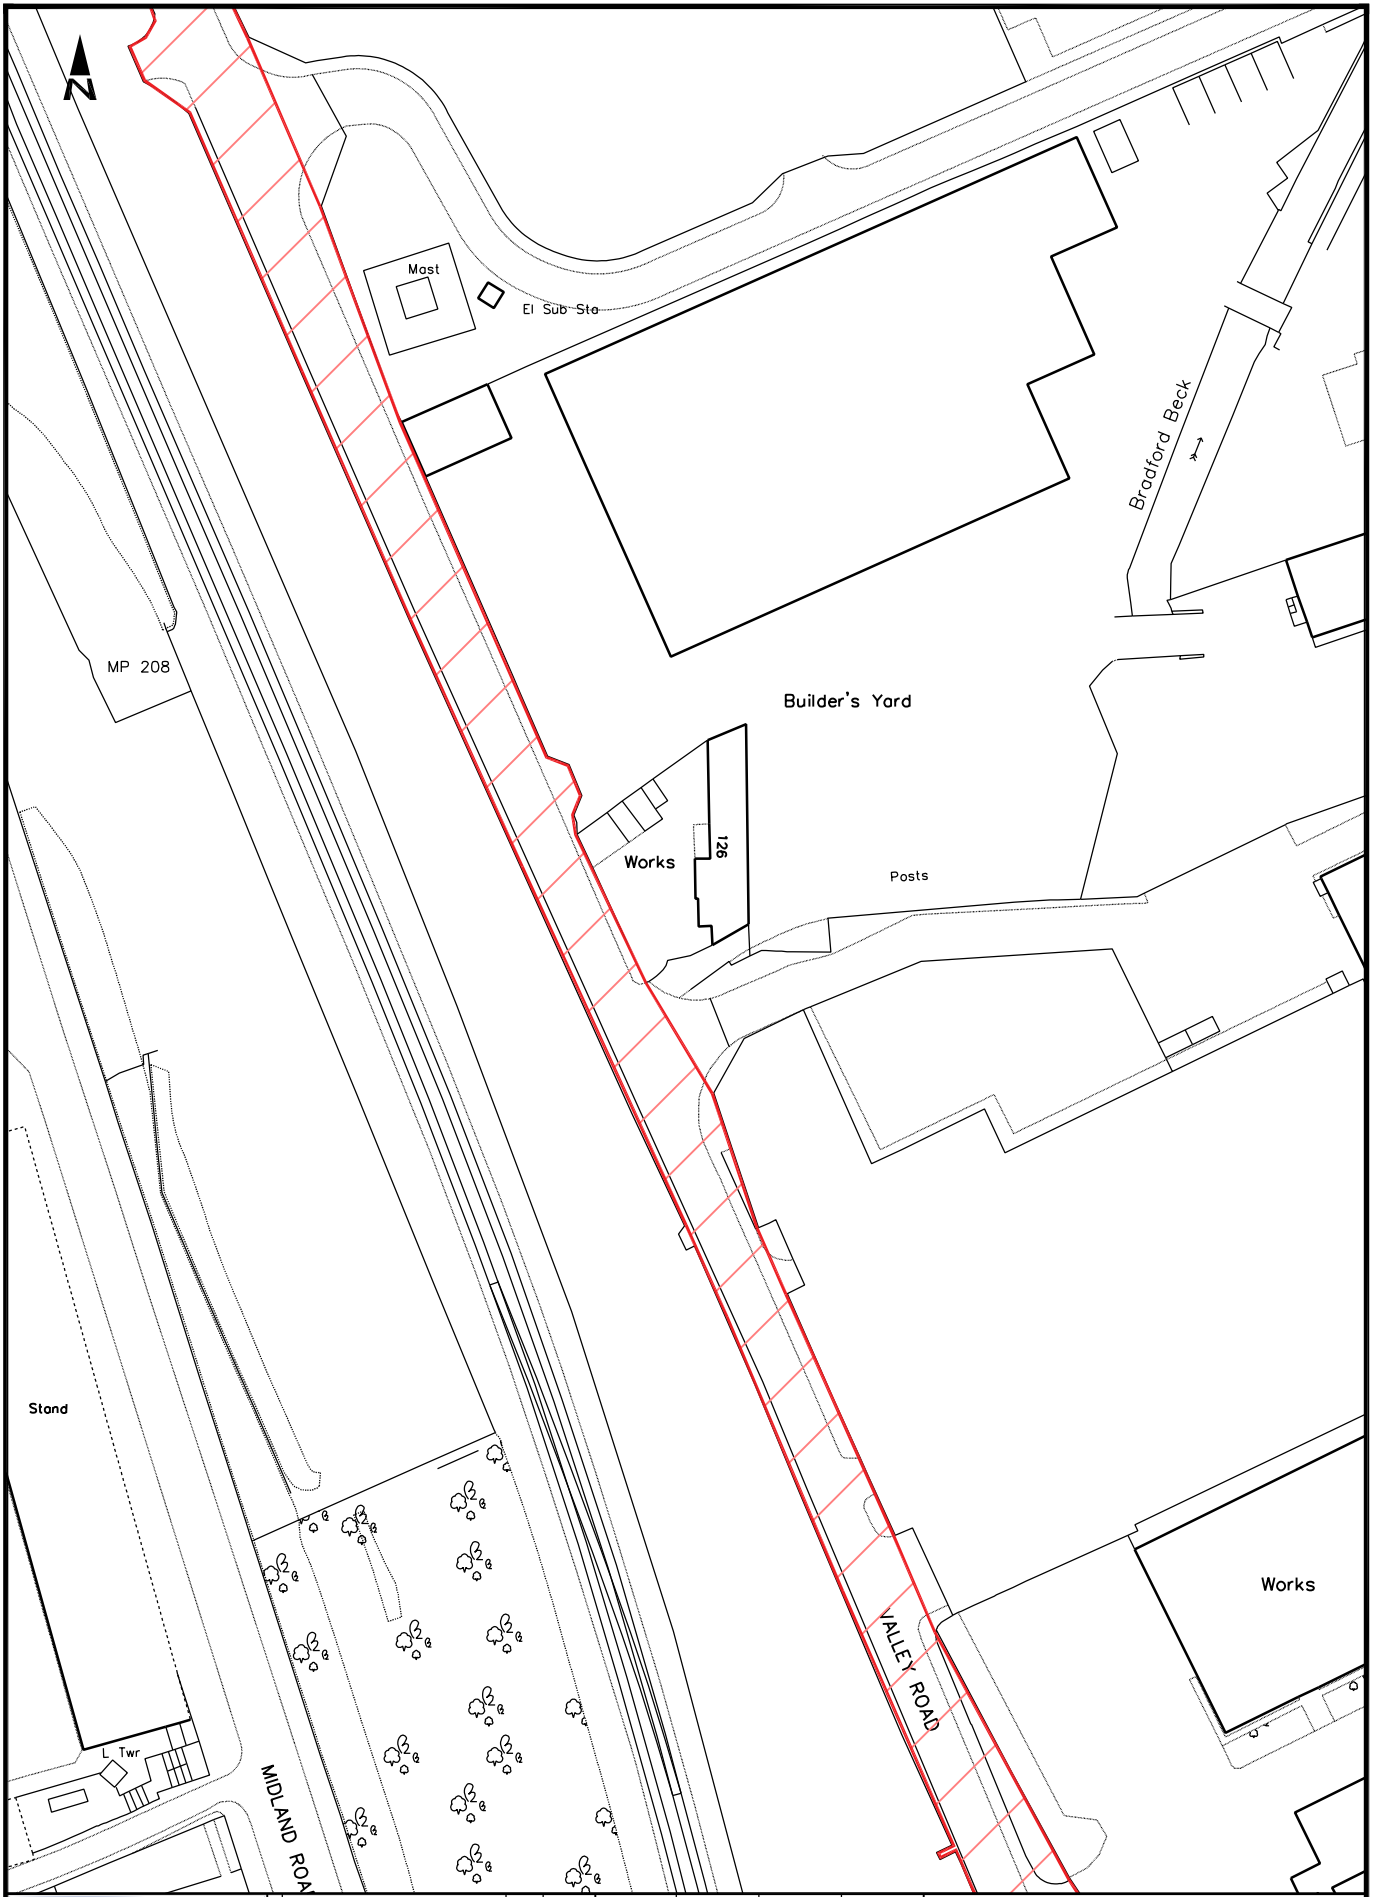 N
Mast
El Sub Sta
Bradford Beck
MP 208
Builder's Yard
126
Works
Posts
Stand
Works
VALLEY ROAD
L Twr
MIDLAND ROA